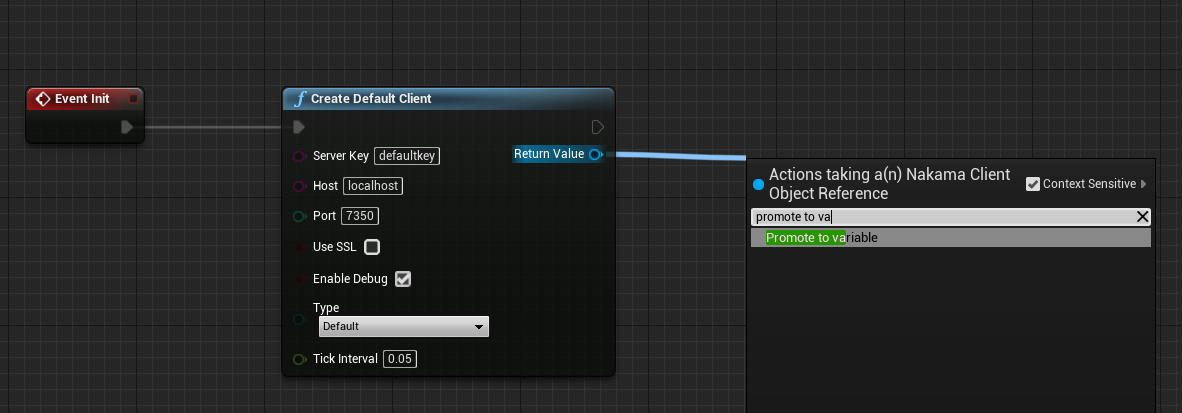 Event Init
Create Default Client
Return Value
Server Key defaultkey
Host localhost
Port 7350
Use SSL
Enable Debug
Type
Default
Tick Interval 0.05
Actions taking a(n) Nakama Client
Object Reference
Context Sensitive
promote to va
Promote to variable